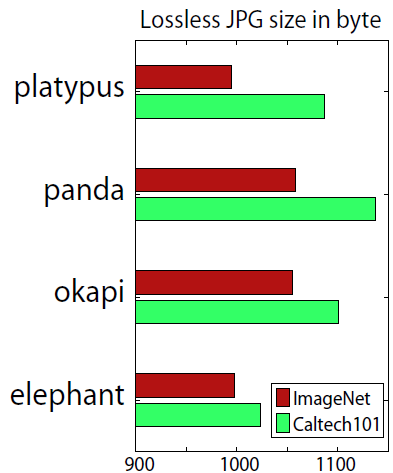 Lossless JPG size in byte
platypus
panda
okapi
elephant
ImageNet
Caltech101
900 1000 1100